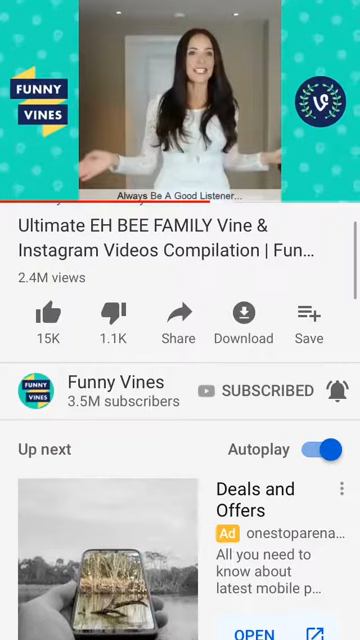 FUNNY
VINES
Always Be A Good Listener...
Ultimate EH BEE FAMILY Vine &
Instagram Videos Compilation | Fun...
2.4M views
15K
1.1K
Share
Download
Save
FUNNY
VINES
Funny Vines
3.5M subscribers
SUBSCRIBED
Up next
Autoplay
Deals and
Offers
Ad onestoparena...
All you need to
know about
latest mobile p...
OPEN